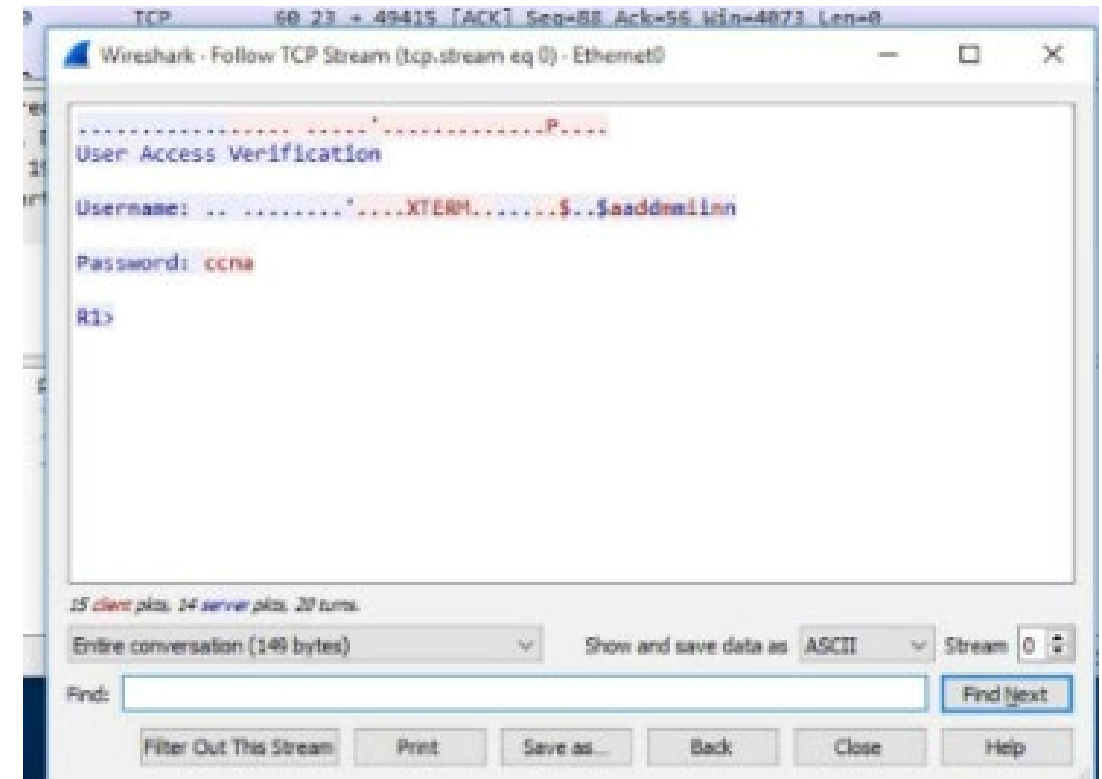 TCP 60 23 → 49415 [ACK] Seq=88 Ack=56 Win=4073 Len=0
Wireshark · Follow TCP Stream (tcp.stream eq 0) · Ethernet0
................. .....'.............P....
User Access Verification
Username: .. ........'....XTERM.......$..$aaddmmiinn
Password: ccna
R1>
15 client pkts, 14 server pkts, 20 turns.
Entire conversation (149 bytes)
Show and save data as ASCII
Stream 0
Find:
Find Next
Filter Out This Stream
Print
Save as...
Back
Close
Help